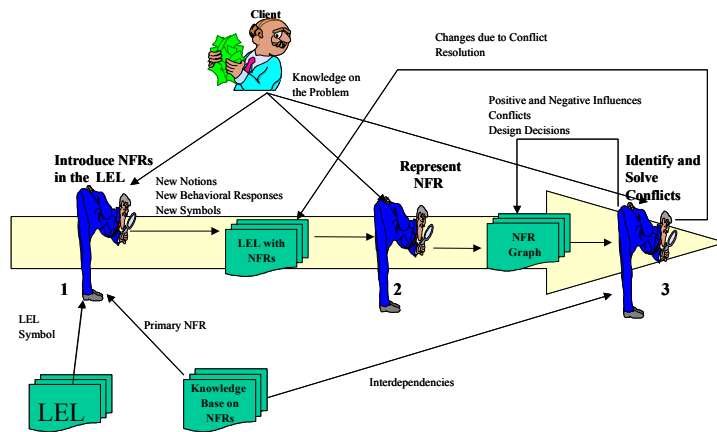 Client
Changes due to Conflict
Resolution
Knowledge on
the Problem
Positive and Negative Influences
Conflicts
Design Decisions
Introduce NFRs
in the LEL
Represent
NFR
Identify and
Solve
Conflicts
New Notions
New Behavioral Responses
New Symbols
LEL with
NFRs
NFR
Graph
1
2
3
LEL
Symbol
Primary NFR
Interdependencies
LEL
Knowledge
Base on
NFRs